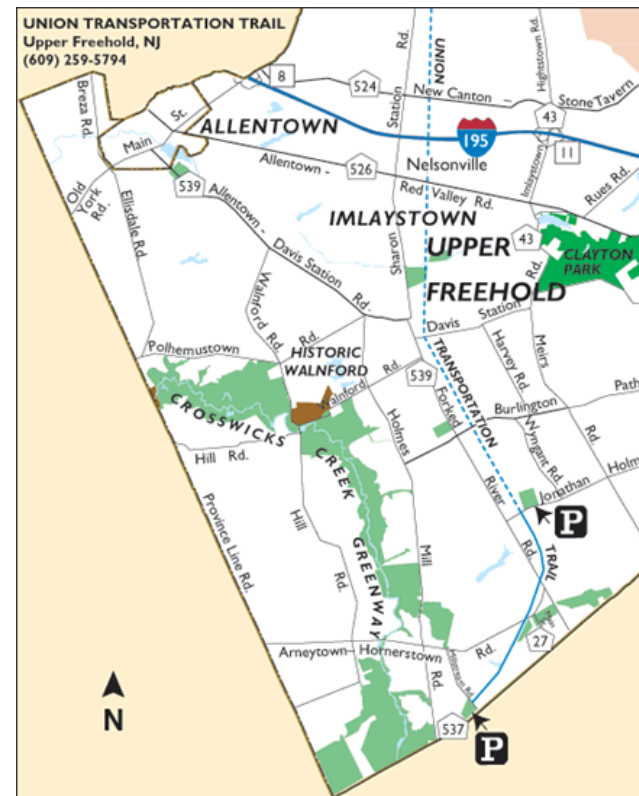 UNION TRANSPORTATION TRAIL
Upper Freehold, NJ
(609) 259-5794
Breza Rd.
8
524
New Canton -
Stone Tavern
Station Rd.
UNION
Hightstown Rd.
43
11
195
Main St.
ALLENTOWN
Nelsonville
Allentown -
526
Red Valley Rd.
Imlaystown
Rues Rd.
Old York Rd.
539
Allentown -
Davis Station Rd.
Ellisdale Rd.
IMLAYSTOWN
UPPER
FREEHOLD
43
Rd.
CLAYTON
PARK
Sharon
Walnford Rd.
Polhemustown
Rd.
HISTORIC
WALNFORD
Walnford Rd.
Davis Station
539
TRANSPORTATION
Harvey Rd.
Meirs
Rd.
Burlington
Path
CROSSWICKS
CREEK
GREENWAY
Hill Rd.
Hill
Rd.
Holmes
Mill
Rd.
Forked
River
Rd.
Wyngant Rd.
Jonathan
Holm
P
TRAIL
Province Line Rd.
Arneytown - Hornerstown
Rd.
27
N
537
P